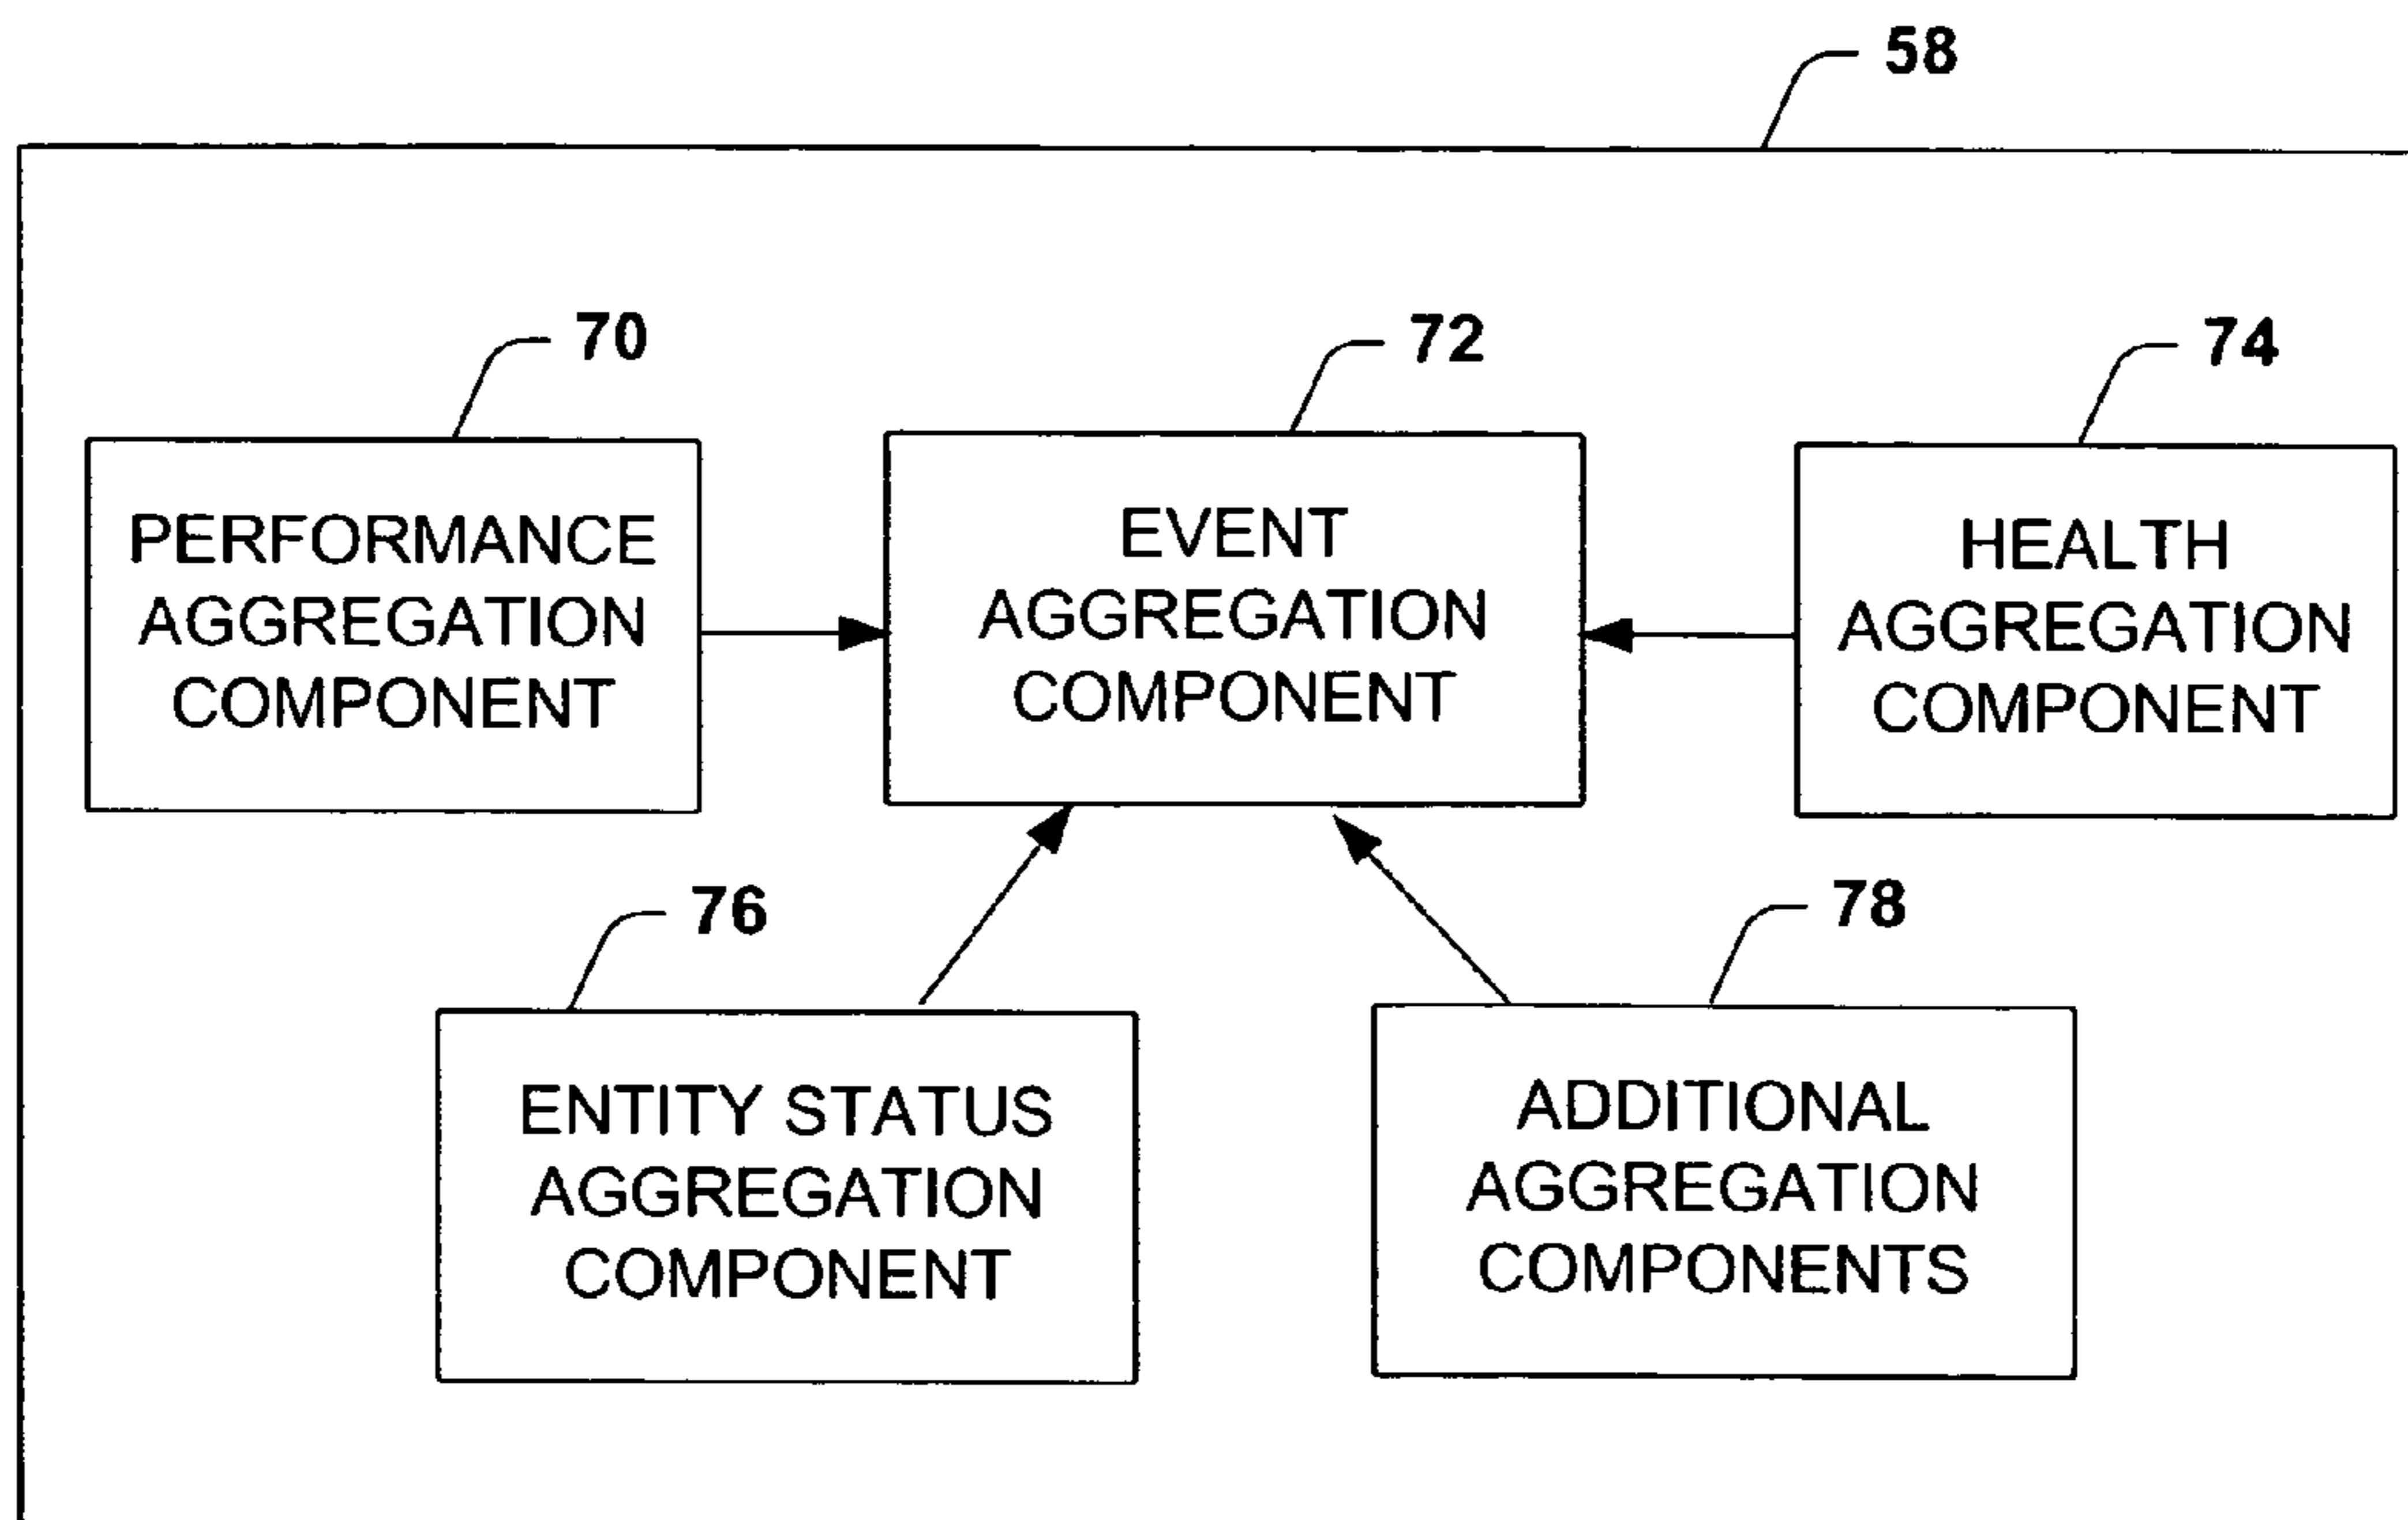 58
70
PERFORMANCE
AGGREGATION
COMPONENT
72
EVENT
AGGREGATION
COMPONENT
74
HEALTH
AGGREGATION
COMPONENT
76
ENTITY STATUS
AGGREGATION
COMPONENT
78
ADDITIONAL
AGGREGATION
COMPONENTS